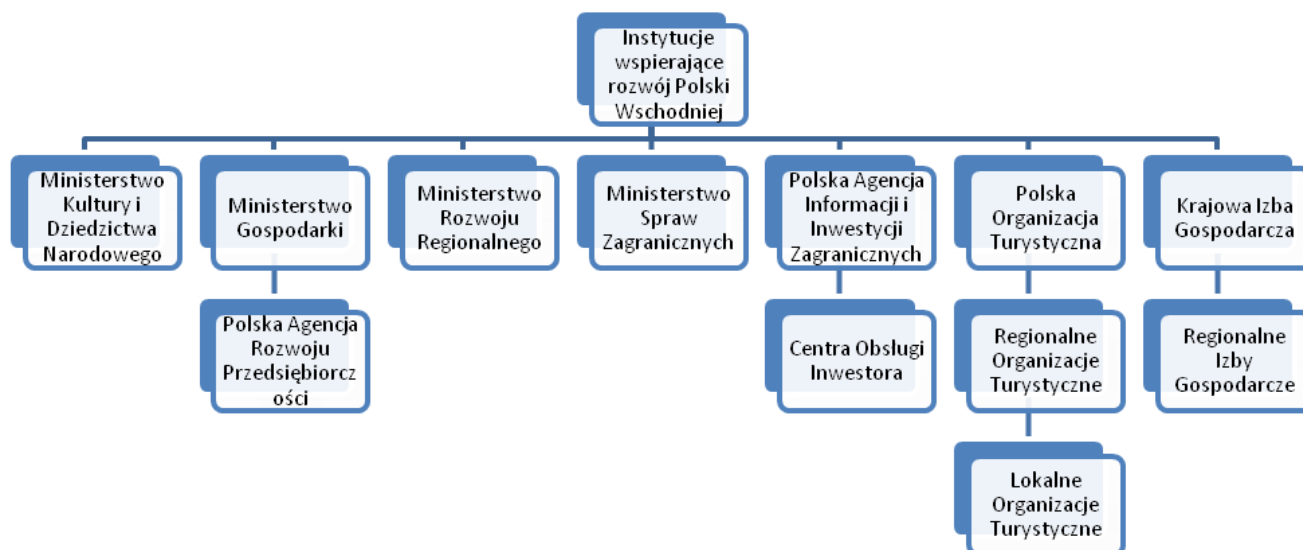 Instytucje
wspierające
rozwój Polski
Wschodniej
Ministerstwo
Kultury i
Dziedzictwa
Narodowego
Ministerstwo
Gospodarki
Ministerstwo
Rozwoju
Regionalnego
Ministerstwo
Spraw
Zagranicznych
Polska Agencja
Informacji i
Inwestycji
Zagranicznych
Polska
Organizacja
Turystyczna
Krajowa Izba
Gospodarcza
Polska Agencja
Rozwoju
Przedsiębiorcz
ości
Centra Obsługi
Inwestora
Regionalne
Organizacje
Turystyczne
Regionalne
Izby
Gospodarcze
Lokalne
Organizacje
Turystyczne